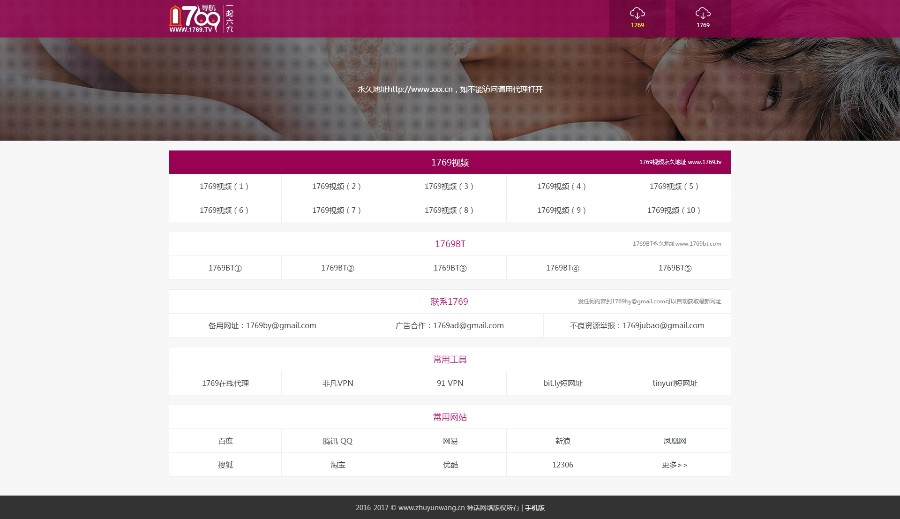 1769 导航 一起六九
WWW.1769.TV
1769
1769
永久地址http://www.xxx.cn，如不能访问请用代理打开
1769视频
1769视频永久地址 www.1769.tv
1769视频（1） 1769视频（2） 1769视频（3） 1769视频（4） 1769视频（5）
1769视频（6） 1769视频（7） 1769视频（8） 1769视频（9） 1769视频（10）
1769BT
1769BT永久地址 www.1769bt.com
1769BT① 1769BT② 1769BT③ 1769BT④ 1769BT⑤
联系1769
发任何内容到1769by@gmail.com可以自动获取最新网址
备用网址：1769by@gmail.com 广告合作：1769ad@gmail.com 不良资源举报：1769jubao@gmail.com
常用工具
1769在线代理 非凡VPN 91 VPN bit.ly短网址 tinyurl短网址
常用网站
百度 腾讯 QQ 网易 新浪 凤凰网
搜狐 淘宝 优酷 12306 更多>>
2016-2017 © www.zhuyunwang.cn 神话网络版权所有 | 手机版